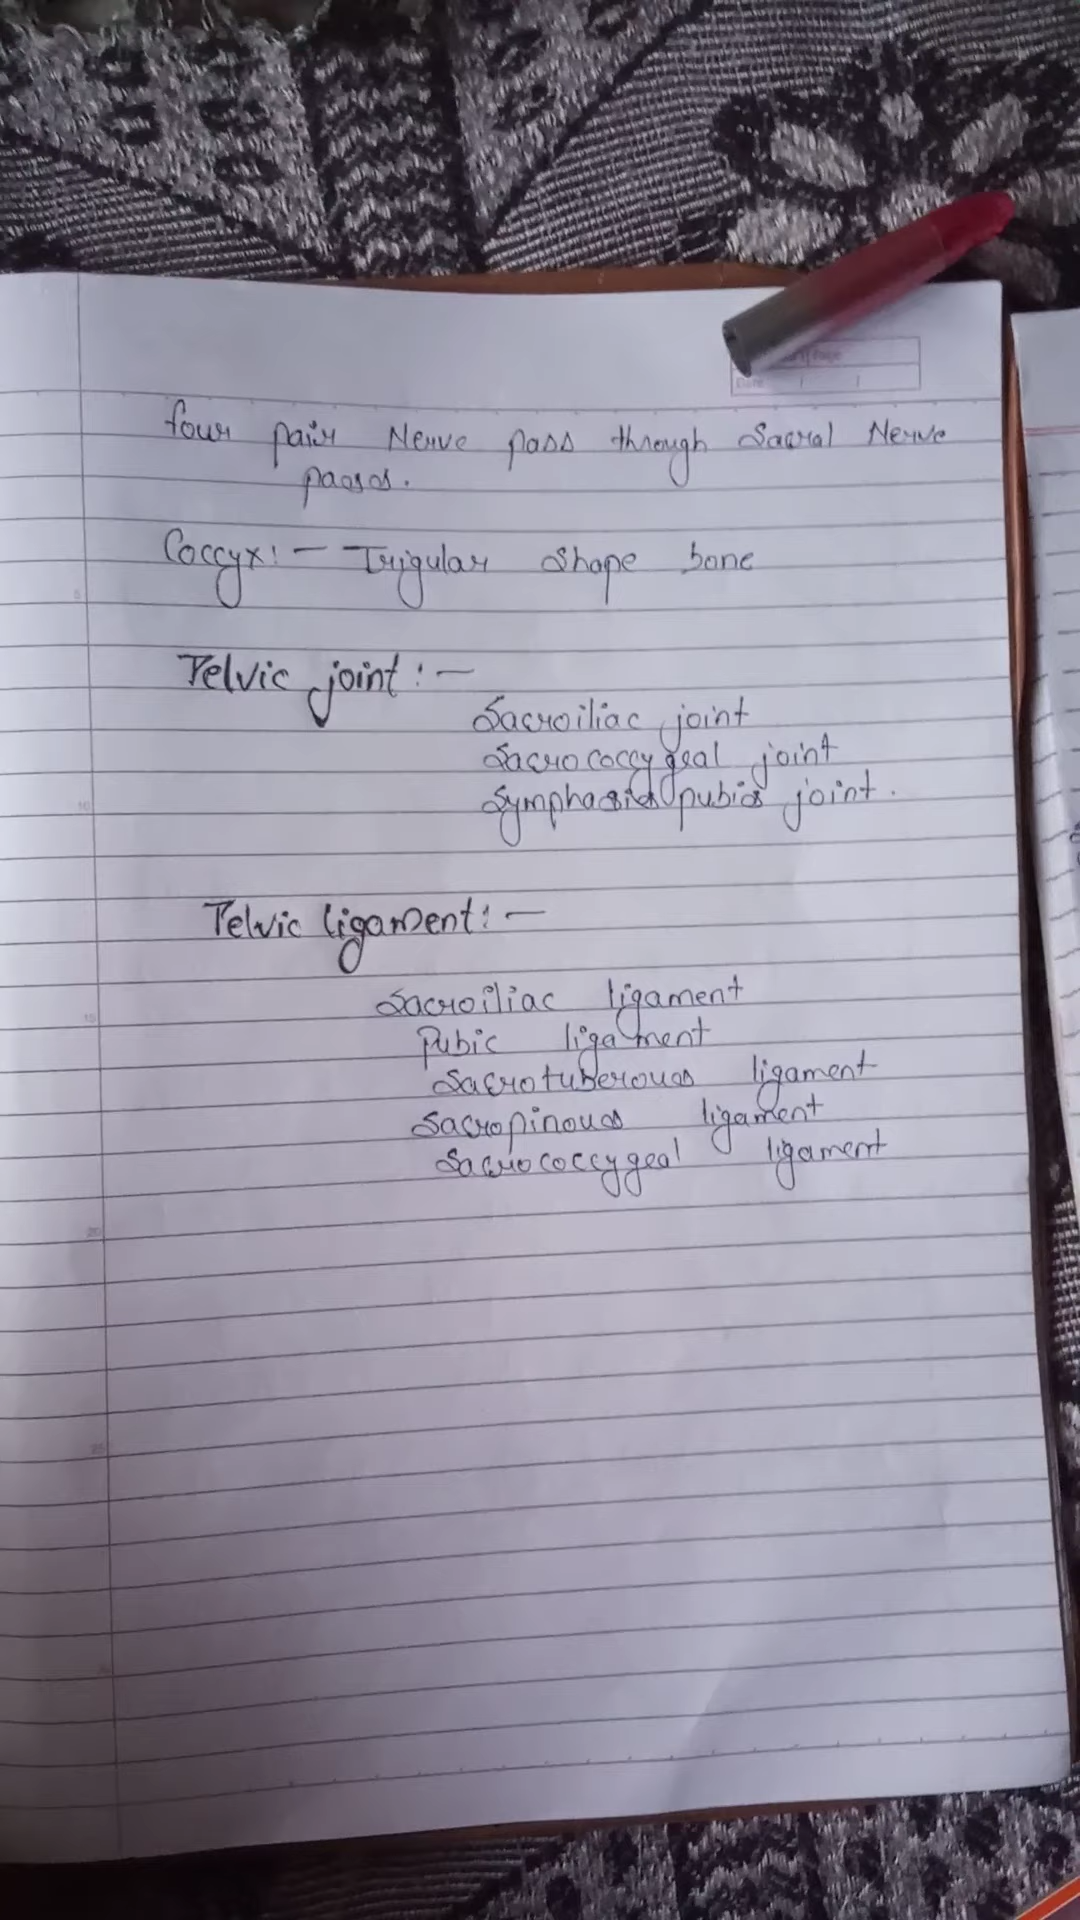 four pair Nerve pass through Sacral Nerve
passes.
Coccyx:- Trigular shape bone
Pelvic joint:-
Sacroiliac joint
Sacrococcygeal joint
Symphasis pubis joint.
Pelvic ligament:-
Sacroiliac ligament
Pubic ligament
Sacrotuberous ligament
Sacropinous ligament
Sacrococcygeal ligament